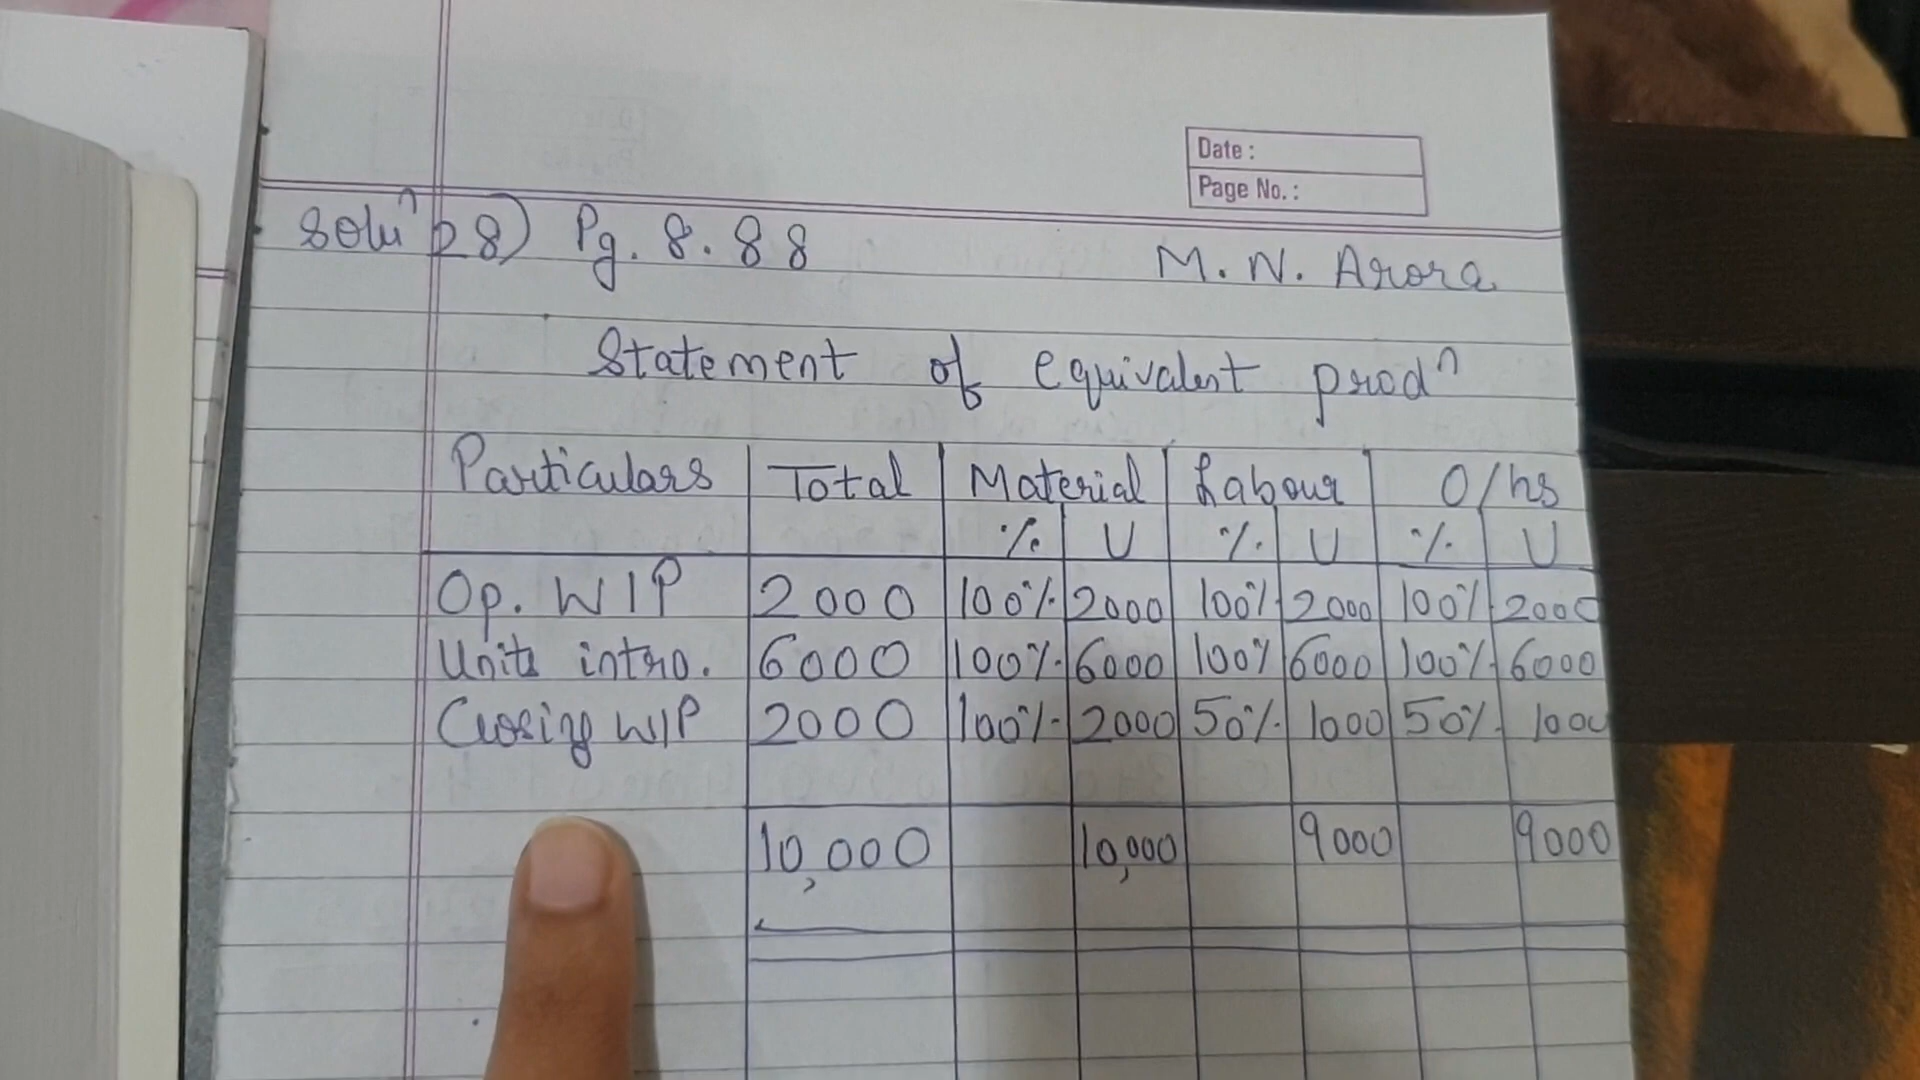 Date :
Page No. :
Soluⁿ 28) Pg. 8.88 M. N. Arora
Statement of equivalent prodⁿ
Particulars Total Material Labour O/hs
% U % U % U
Op. WIP 2000 100% 2000 100% 2000 100% 2000
Units intro. 6000 100% 6000 100% 6000 100% 6000
Closing WIP 2000 100% 2000 50% 1000 50% 1000
10,000 10,000 9000 9000